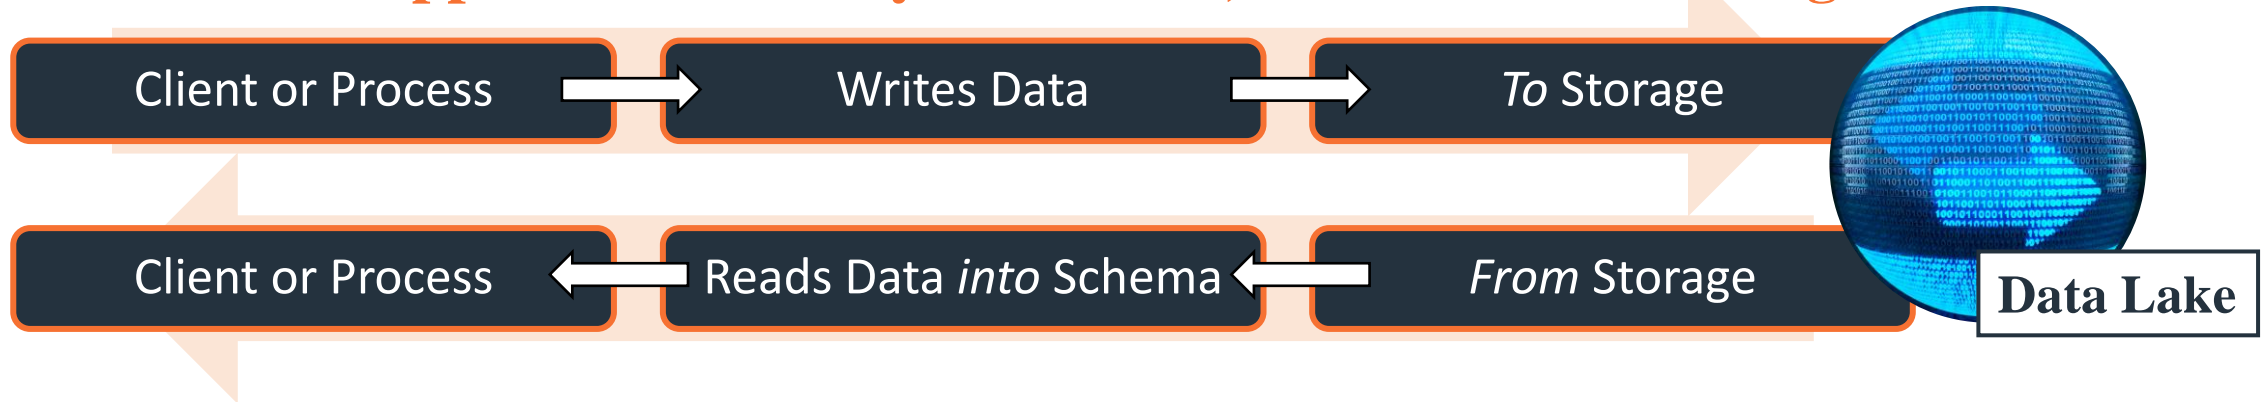 Client or Process
Writes Data
To Storage
Client or Process
Reads Data into Schema
From Storage
Data Lake